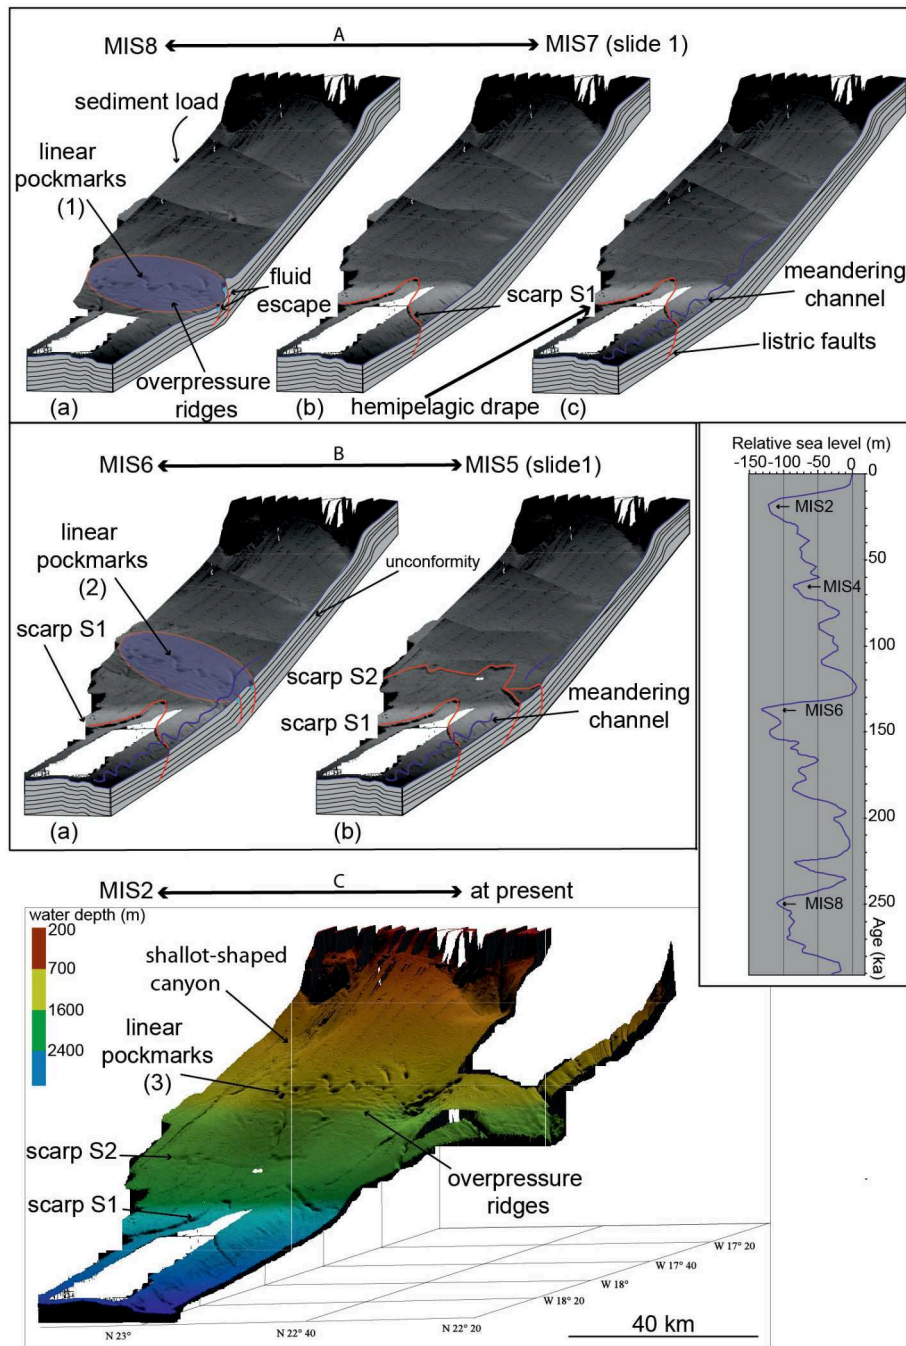 A
MIS8
MIS7 (slide 1)
sediment load
linear
pockmarks
(1)
fluid
escape
overpressure
ridges
scarp S1
hemipelagic drape
meandering
channel
listric faults
(a)
(b)
(c)
B
MIS6
MIS5 (slide1)
linear
pockmarks
(2)
unconformity
scarp S1
scarp S2
scarp S1
meandering
channel
(a)
(b)
Relative sea level (m)
-150
-100
-50
0
0
MIS2
50
MIS4
100
MIS6
150
200
MIS8
250
Age (ka)
C
MIS2
at present
water depth (m)
200
700
1600
2400
shallot-shaped
canyon
linear
pockmarks
(3)
scarp S2
scarp S1
overpressure
ridges
W 17° 20
W 17° 40
W 18°
W 18° 20
N 23°
N 22° 40
N 22° 20
40 km